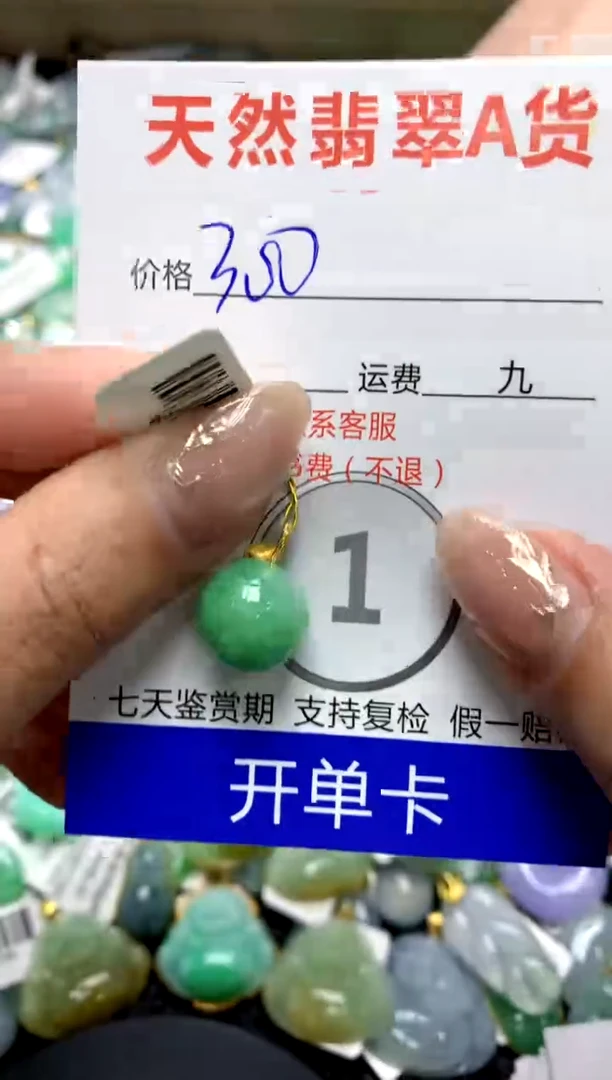 天然翡翠A货
价格 300
运费 九
系客服
费(不退)
1
七天鉴赏期 支持复检 假一赔
开单卡